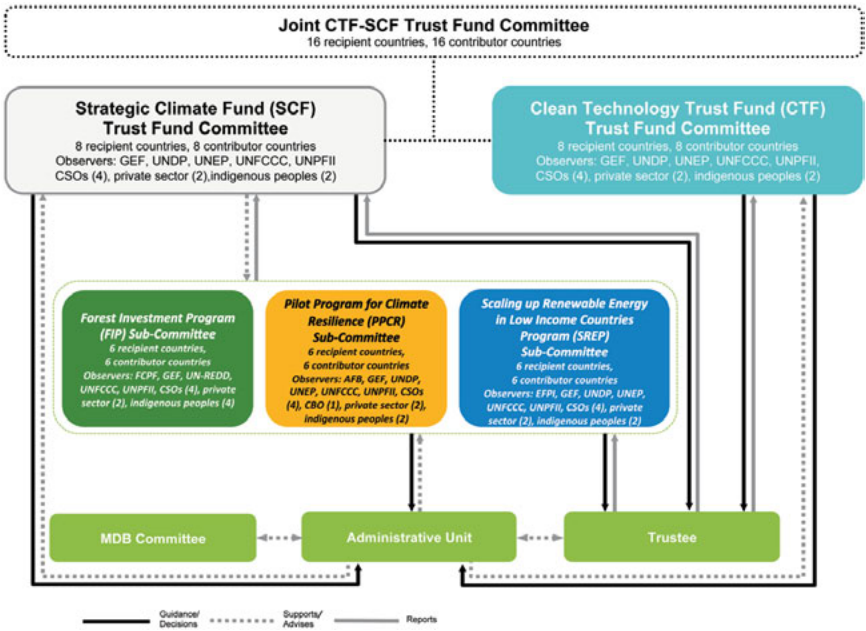 Joint CTF-SCF Trust Fund Committee
16 recipient countries, 16 contributor countries
Strategic Climate Fund (SCF)
Trust Fund Committee
8 recipient countries, 8 contributor countries
Observers: GEF, UNDP, UNEP, UNFCCC, UNPFII
CSOs (4), private sector (2),indigenous peoples (2)
Clean Technology Trust Fund (CTF)
Trust Fund Committee
8 recipient countries, 8 contributor countries
Observers: GEF, UNDP, UNEP, UNFCCC, UNPFII,
CSOs (4), private sector (2), indigenous peoples (2)
Forest Investment Program
(FIP) Sub-Committee
6 recipient countries,
6 contributor countries
Observers: FCPF, GEF, UN-REDD,
UNFCCC, UNPFII, CSOs (4), private
sector (2), indigenous peoples (4)
Pilot Program for Climate
Resilience (PPCR)
Sub-Committee
6 recipient countries,
6 contributor countries
Observers: AFB, GEF, UNDP,
UNEP, UNFCCC, UNPFII, CSOs
(4), CBO (1), private sector (2),
indigenous peoples (2)
Scaling up Renewable Energy
in Low Income Countries
Program (SREP)
Sub-Committee
6 recipient countries,
6 contributor countries
Observers: EFPI, GEF, UNDP, UNEP,
UNFCCC, UNPFII, CSOs (4), private
sector (2), indigenous peoples (2)
MDB Committee
Administrative Unit
Trustee
Guidance/
Decisions
Supports/
Advises
Reports